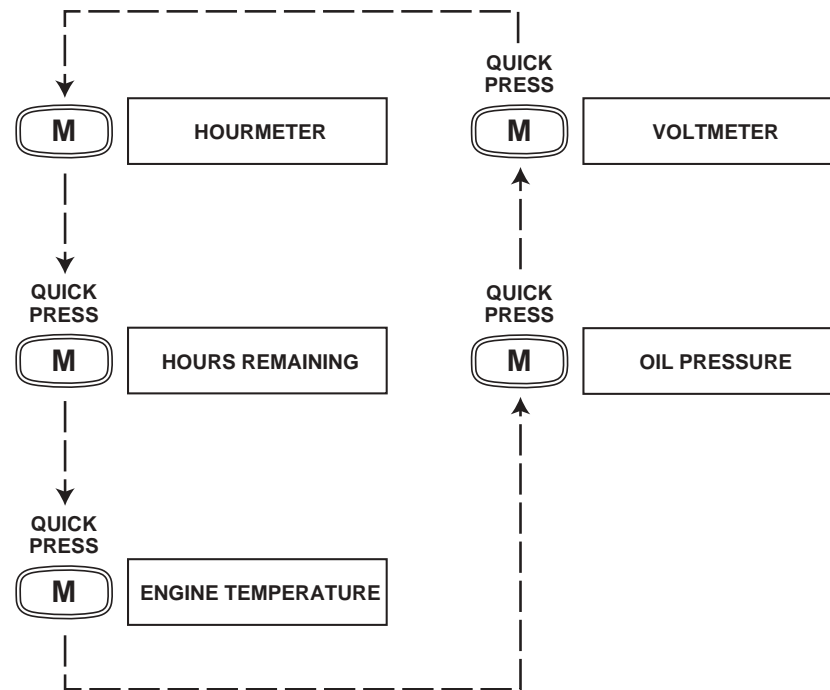 M
HOURMETER
QUICK
PRESS
M
HOURS REMAINING
QUICK
PRESS
M
ENGINE TEMPERATURE
QUICK
PRESS
M
OIL PRESSURE
QUICK
PRESS
M
VOLTMETER